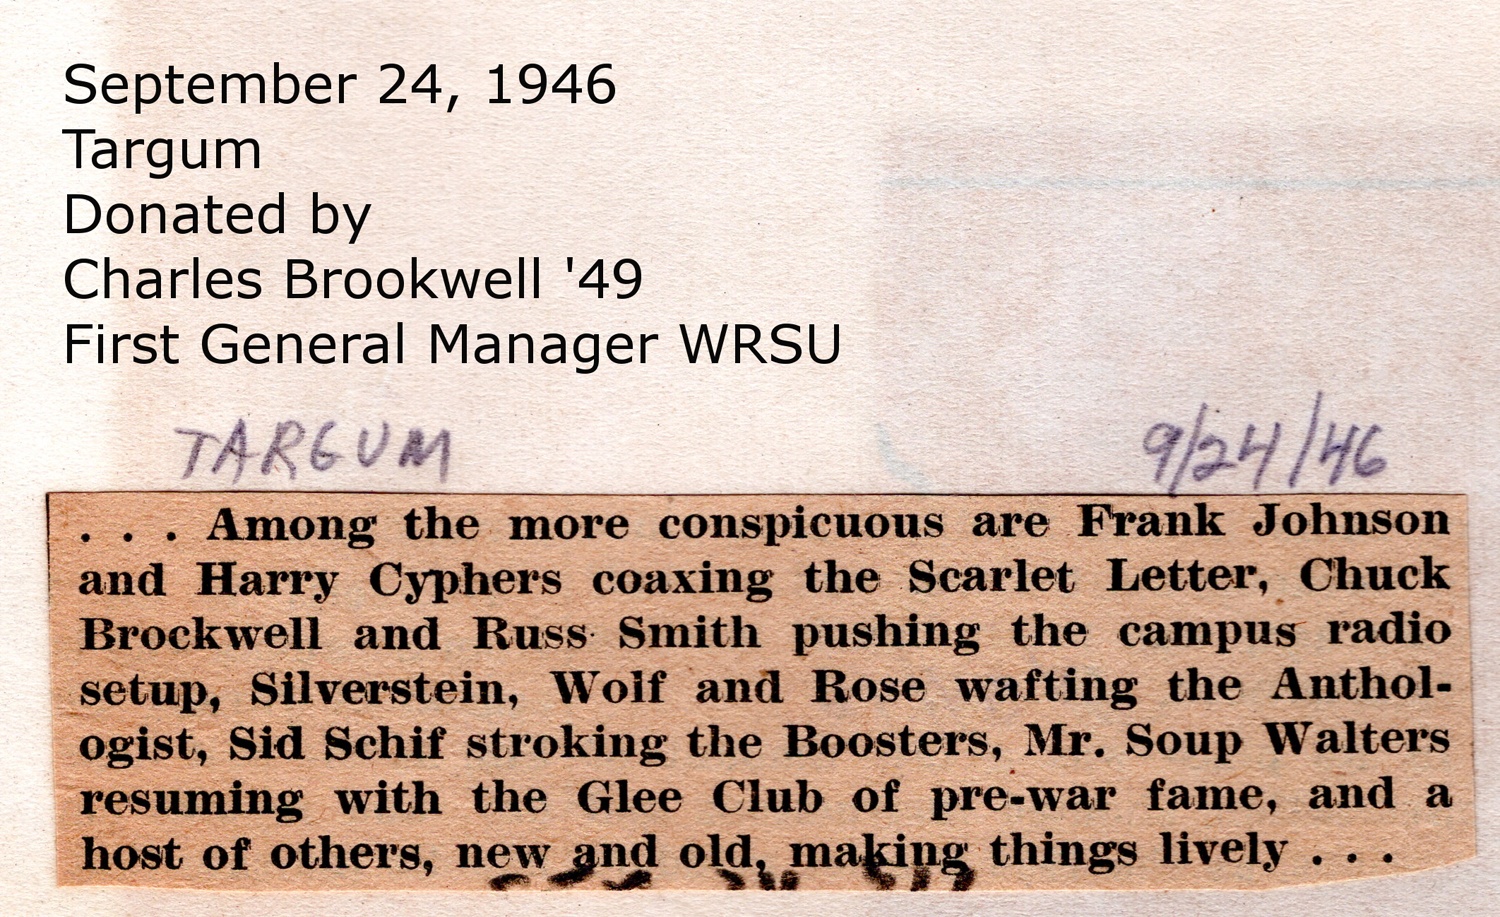 September 24, 1946
Targum
Donated by
Charles Brookwell '49
First General Manager WRSU
TARGUM 9/24/46
. . . Among the more conspicuous are Frank Johnson
and Harry Cyphers coaxing the Scarlet Letter, Chuck
Brockwell and Russ Smith pushing the campus radio
setup, Silverstein, Wolf and Rose wafting the Anthol-
ogist, Sid Schif stroking the Boosters, Mr. Soup Walters
resuming with the Glee Club of pre-war fame, and a
host of others, new and old, making things lively . . .